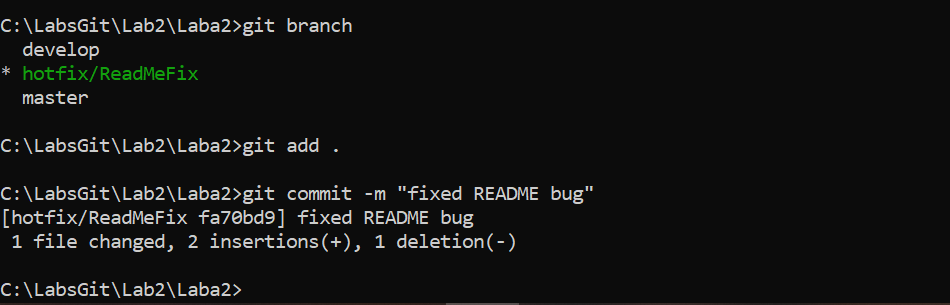 C:\LabsGit\Lab2\Laba2>git branch
  develop
* hotfix/ReadMeFix
  master
C:\LabsGit\Lab2\Laba2>git add .
C:\LabsGit\Lab2\Laba2>git commit -m "fixed README bug"
[hotfix/ReadMeFix fa70bd9] fixed README bug
 1 file changed, 2 insertions(+), 1 deletion(-)
C:\LabsGit\Lab2\Laba2>